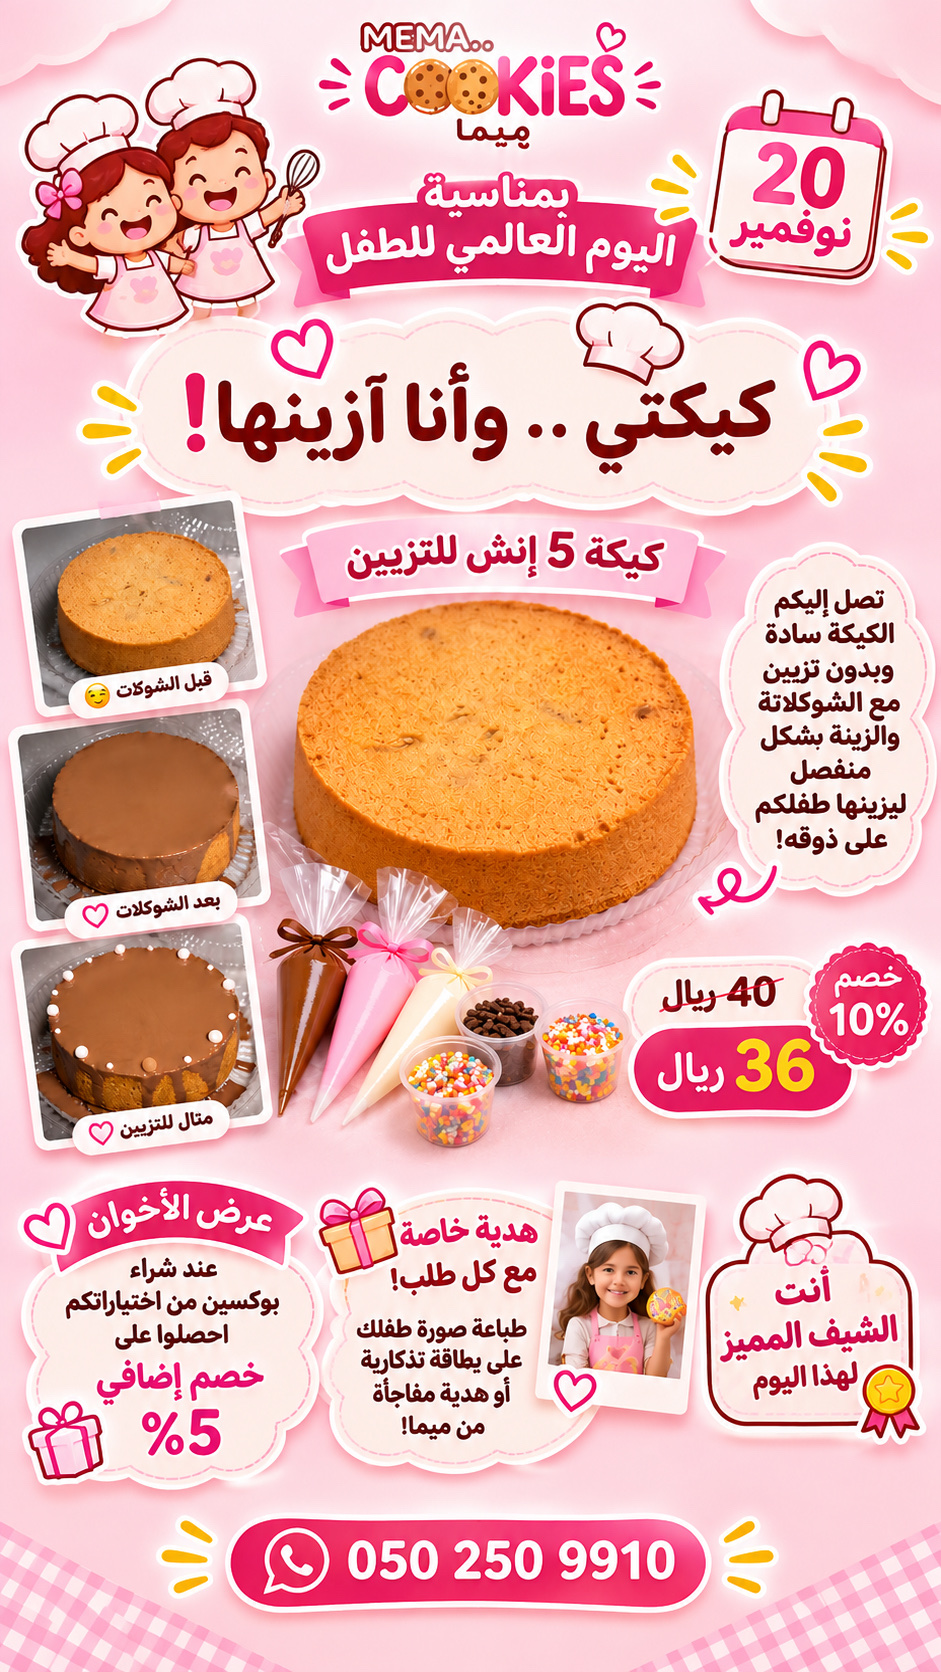 MEMA..
COOKiES
ميما
20
نوفمبر
بمناسبة
اليوم العالمي للطفل
كيكتي .. وأنا آزينها!
كيكة 5 إنش للتزيين
تصل إليكم
الكيكة سادة
وبدون تزيين
مع الشوكلاتة
والزينة بشكل
منفصل
ليزينها طفلكم
على ذوقه!
قبل الشوكلات 😉
بعد الشوكلات
متال للتزيين
40 ريال
36 ريال
خصم
10%
أنت
الشيف المميز
لهذا اليوم
هدية خاصة
مع كل طلب!
طباعة صورة طفلك
على بطاقة تذكارية
أو هدية مفاجأة
من ميما!
عرض الأخوان
عند شراء
بوكسين من اختياراتكم
احصلوا على
خصم إضافي
%5
050 250 9910